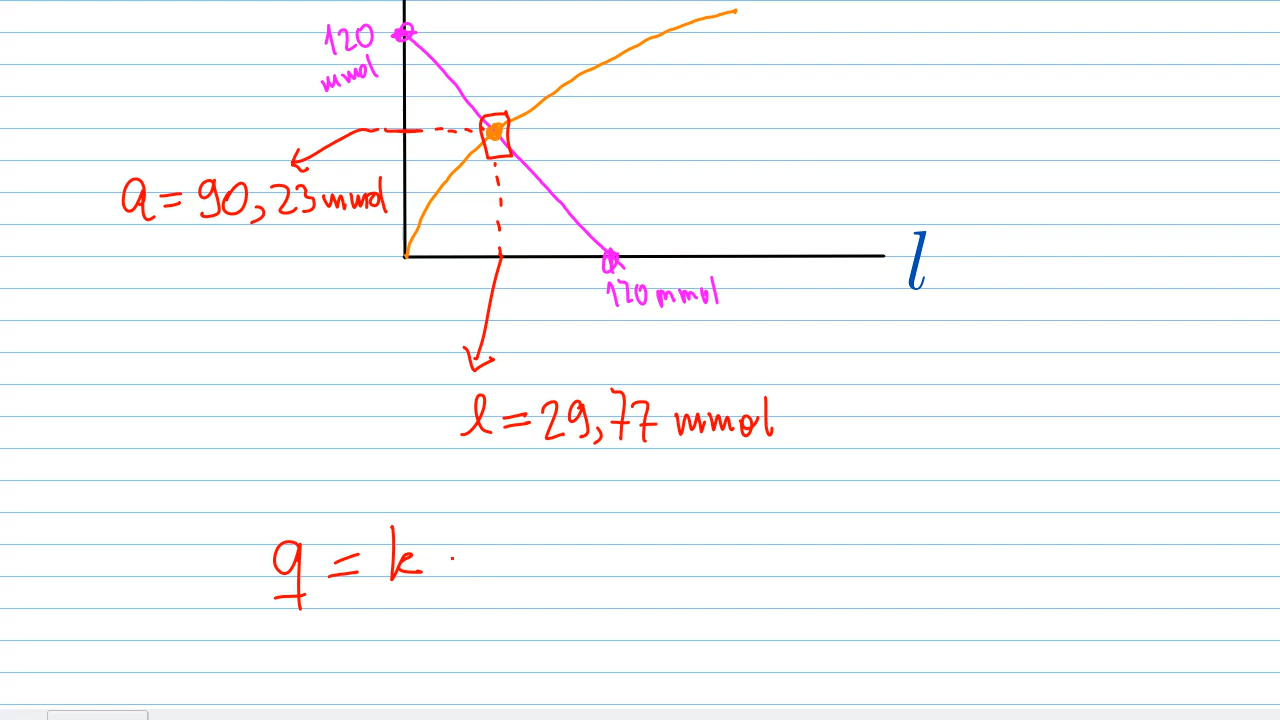 120
mmol
a = 90,23 mmol
l
120 mmol
l = 29,77 mmol
q = k ·